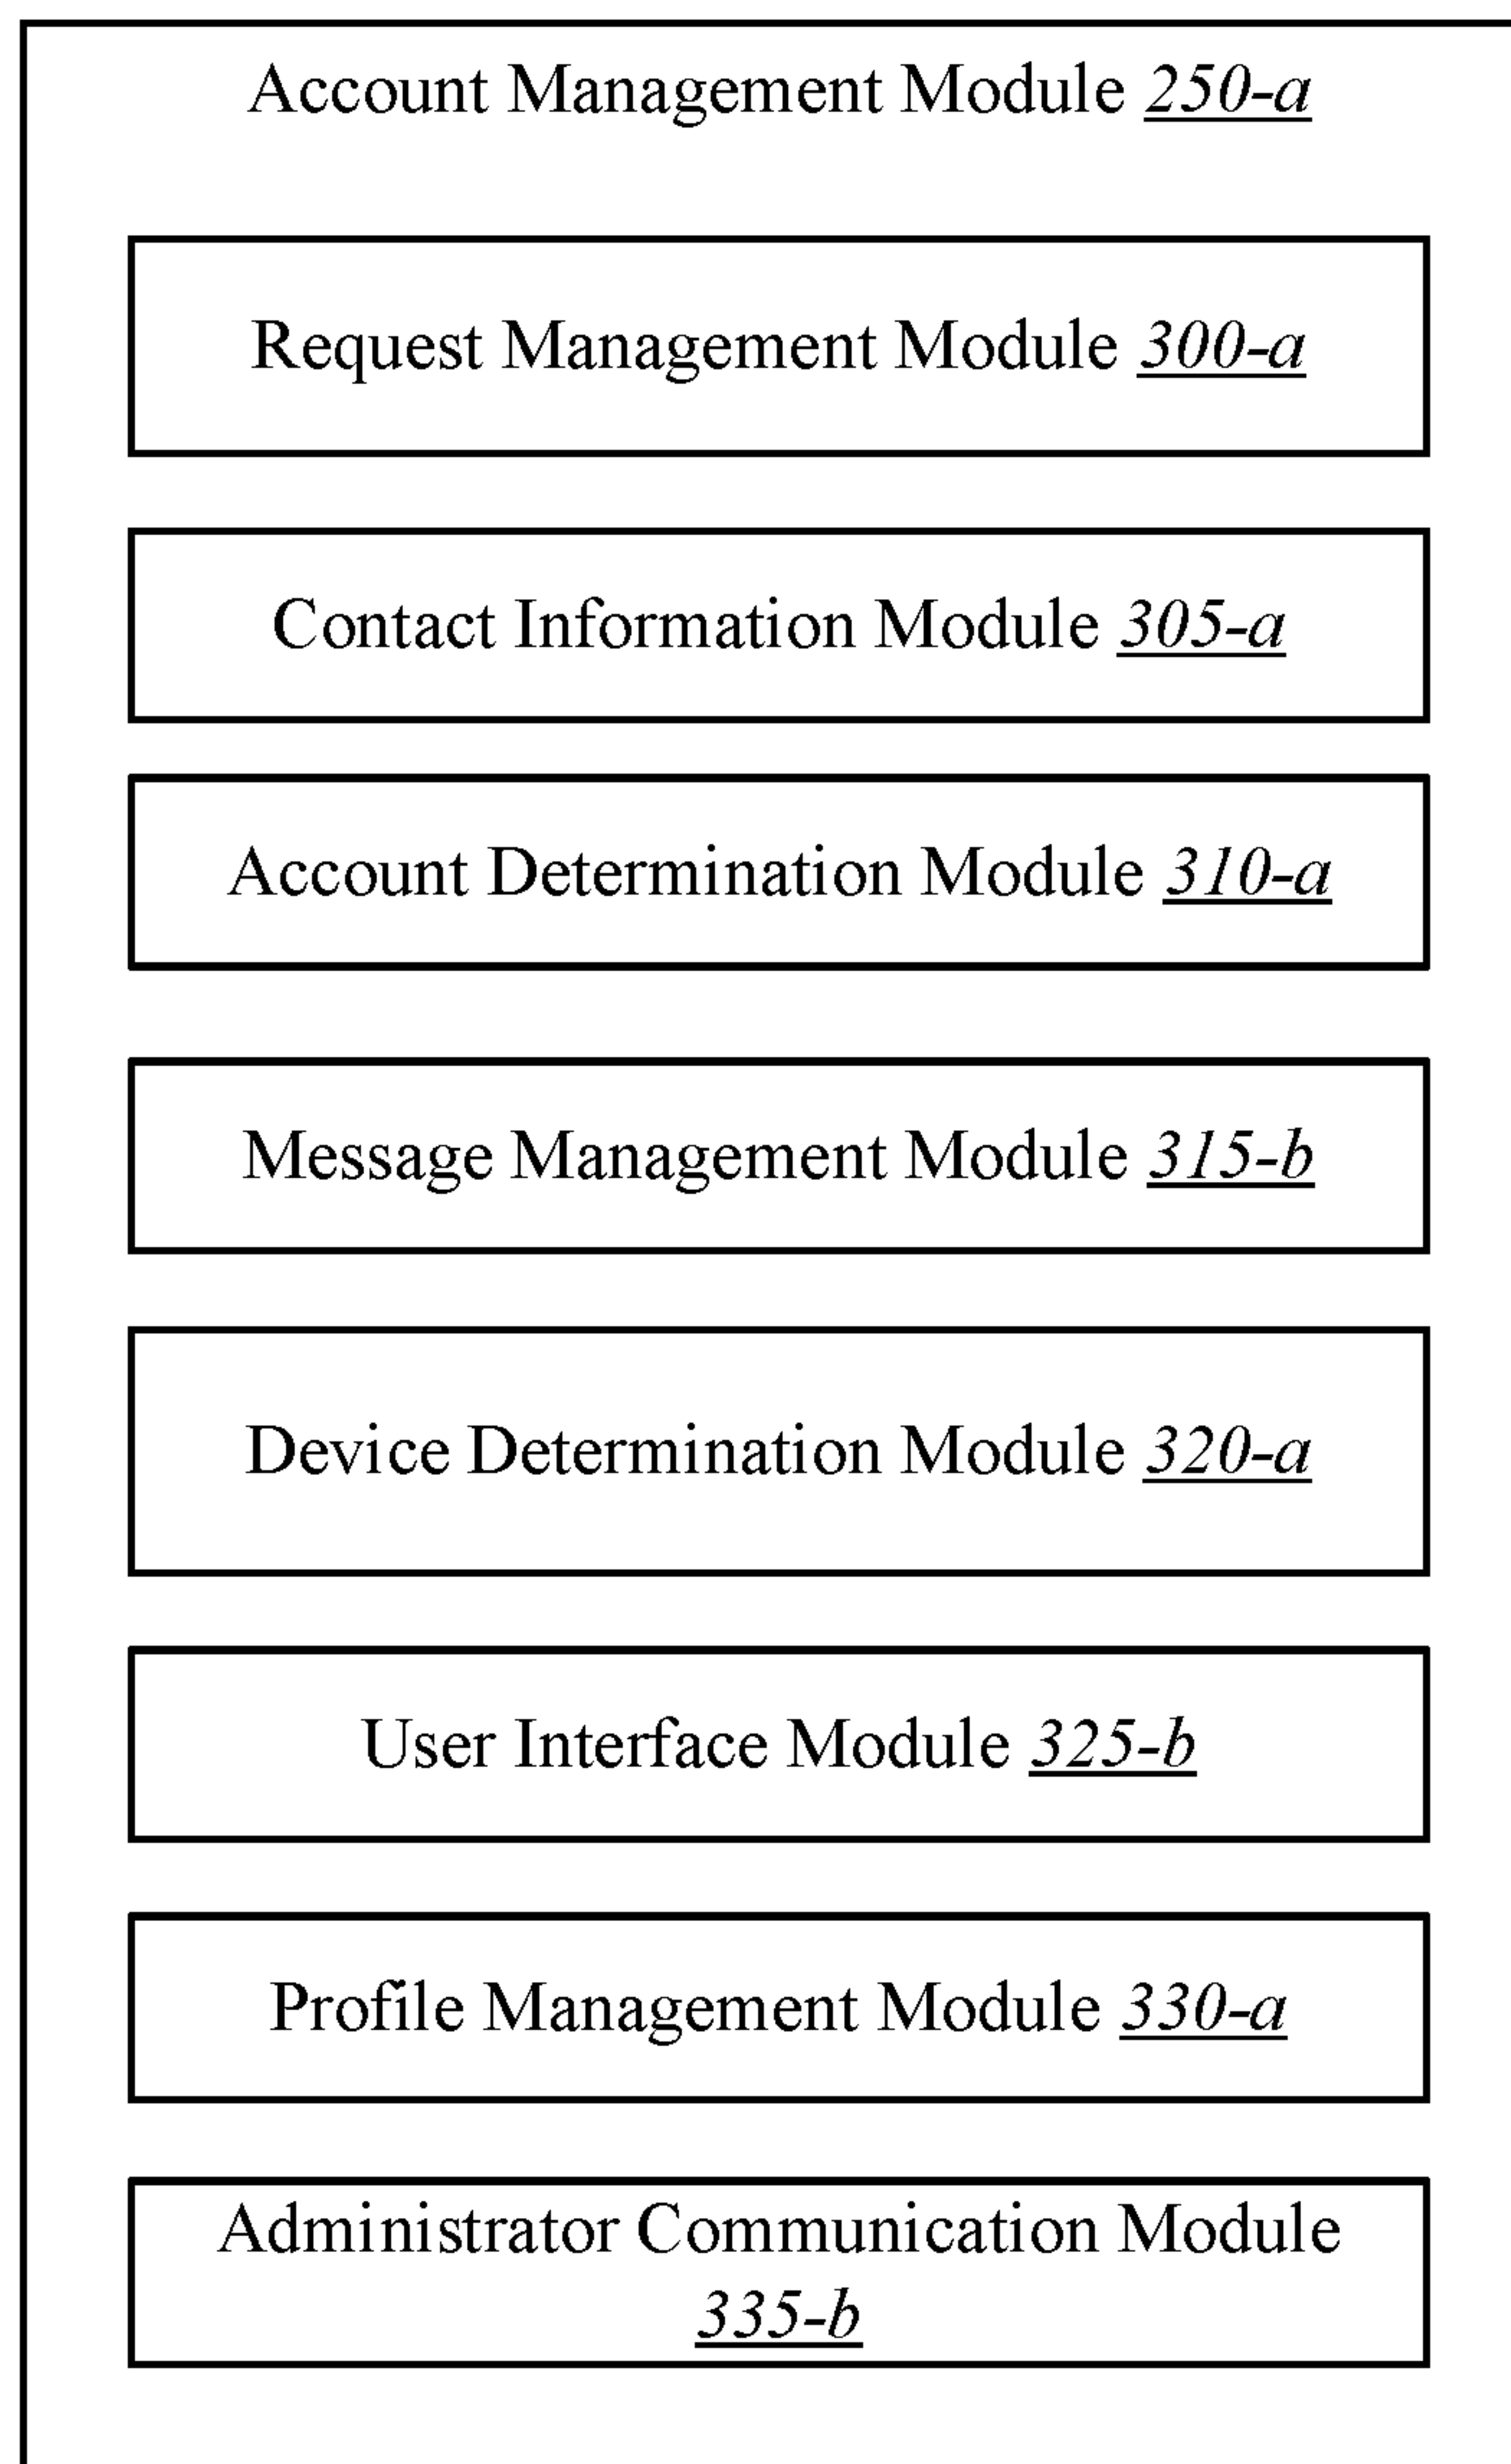 Account Management Module 250-a
Request Management Module 300-a
Contact Information Module 305-a
Account Determination Module 310-a
Message Management Module 315-b
Device Determination Module 320-a
User Interface Module 325-b
Profile Management Module 330-a
Administrator Communication Module
335-b